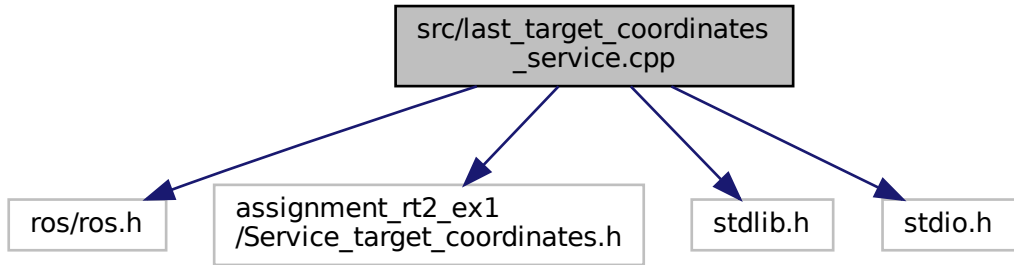 src/last_target_coordinates
_service.cpp
ros/ros.h
assignment_rt2_ex1
/Service_target_coordinates.h
stdlib.h
stdio.h